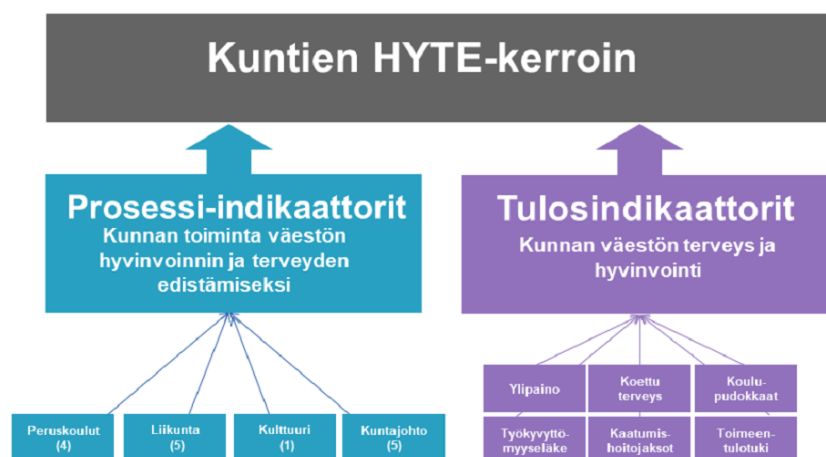 Kuntien HYTE-kerroin
Prosessi-indikaattorit
Kunnan toiminta väestön
hyvinvoinnin ja terveyden
edistämiseksi
Tulosindikaattorit
Kunnan väestön terveys ja
hyvinvointi
Peruskoulut
(4)
Liikunta
(5)
Kulttuuri
(1)
Kuntajohto
(5)
Ylipaino
Koettu
terveys
Koulu-
pudokkaat
Työkyvyttö-
myyseläke
Kaatumis-
hoitojaksot
Toimeen-
tulotuki